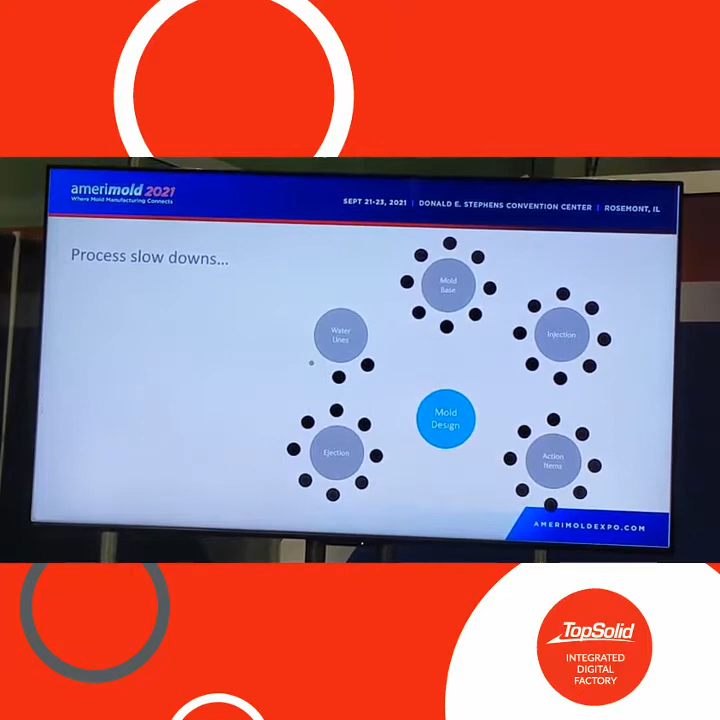 amerimold 2021
Where Mold Manufacturing Connects
SEPT 21-23, 2021 | DONALD E. STEPHENS CONVENTION CENTER | ROSEMONT, IL
Process slow downs...
Mold
Base
Water
Lines
Injection
Mold
Design
Ejection
Action
Items
AMERIMOLDEXPO.COM
TopSolid
INTEGRATED
DIGITAL
FACTORY